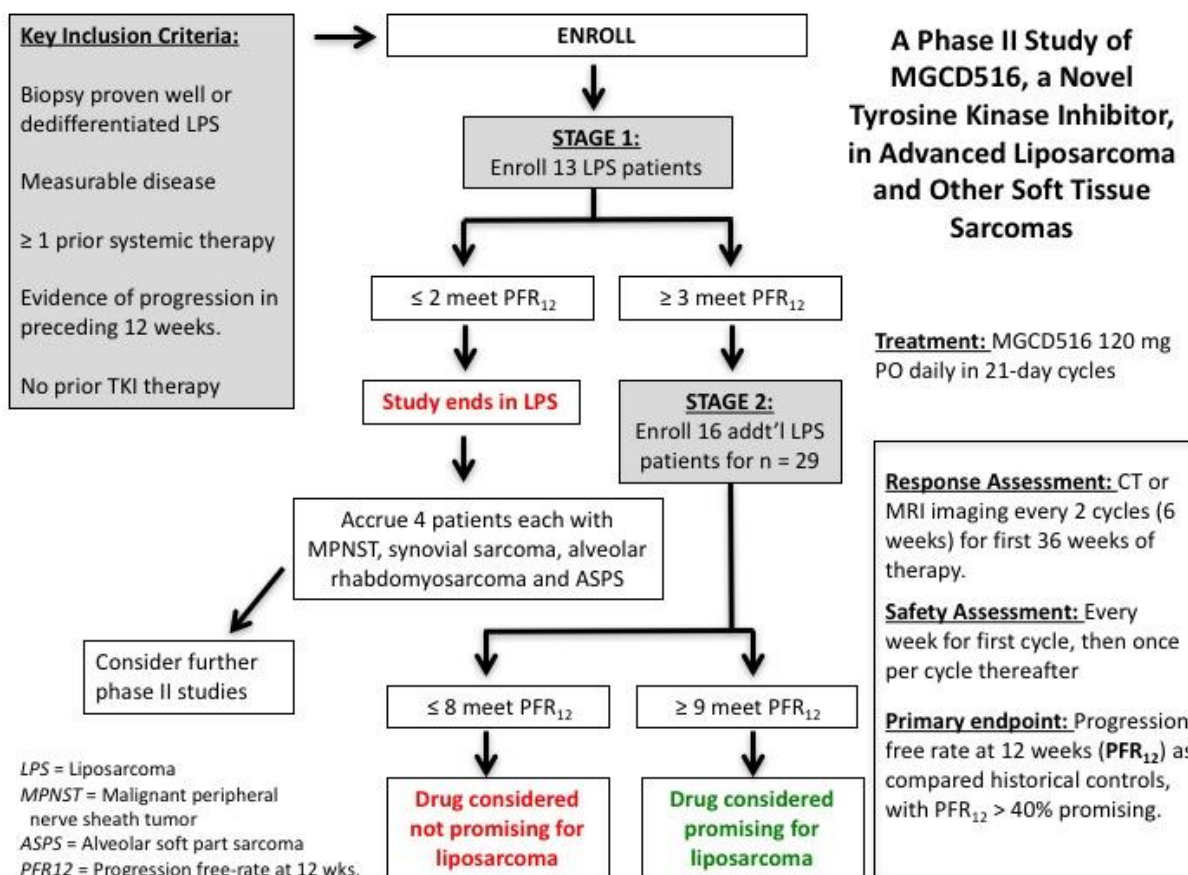 Key Inclusion Criteria:
Biopsy proven well or
dedifferentiated LPS
Measurable disease
≥ 1 prior systemic therapy
Evidence of progression in
preceding 12 weeks.
No prior TKI therapy
ENROLL
STAGE 1:
Enroll 13 LPS patients
≤ 2 meet PFR12
≥ 3 meet PFR12
Study ends in LPS
STAGE 2:
Enroll 16 addt'l LPS
patients for n = 29
Accrue 4 patients each with
MPNST, synovial sarcoma, alveolar
rhabdomyosarcoma and ASPS
Consider further
phase II studies
≤ 8 meet PFR12
≥ 9 meet PFR12
Drug considered
not promising for
liposarcoma
Drug considered
promising for
liposarcoma
A Phase II Study of
MGCD516, a Novel
Tyrosine Kinase Inhibitor,
in Advanced Liposarcoma
and Other Soft Tissue
Sarcomas
Treatment: MGCD516 120 mg
PO daily in 21-day cycles
Response Assessment: CT or
MRI imaging every 2 cycles (6
weeks) for first 36 weeks of
therapy.
Safety Assessment: Every
week for first cycle, then once
per cycle thereafter
Primary endpoint: Progression
free rate at 12 weeks (PFR12) as
compared historical controls,
with PFR12 > 40% promising.
LPS = Liposarcoma
MPNST = Malignant peripheral
nerve sheath tumor
ASPS = Alveolar soft part sarcoma
PFR12 = Progression free-rate at 12 wks.